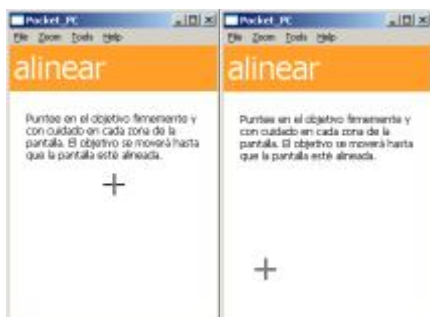 Pocket_PC
File Zoom Tools Help
alinear
Puntee en el objetivo firmemente y
con cuidado en cada zona de la
pantalla. El objetivo se moverá hasta
que la pantalla esté alineada.
Pocket_PC
File Zoom Tools Help
alinear
Puntee en el objetivo firmemente y
con cuidado en cada zona de la
pantalla. El objetivo se moverá hasta
que la pantalla esté alineada.